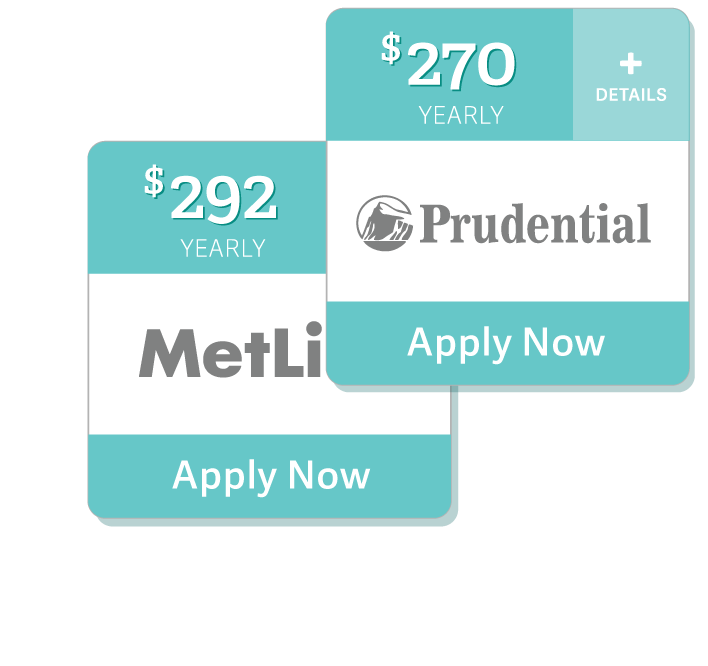 $270
YEARLY
+
DETAILS
Prudential
Apply Now
$292
YEARLY
MetLi
Apply Now